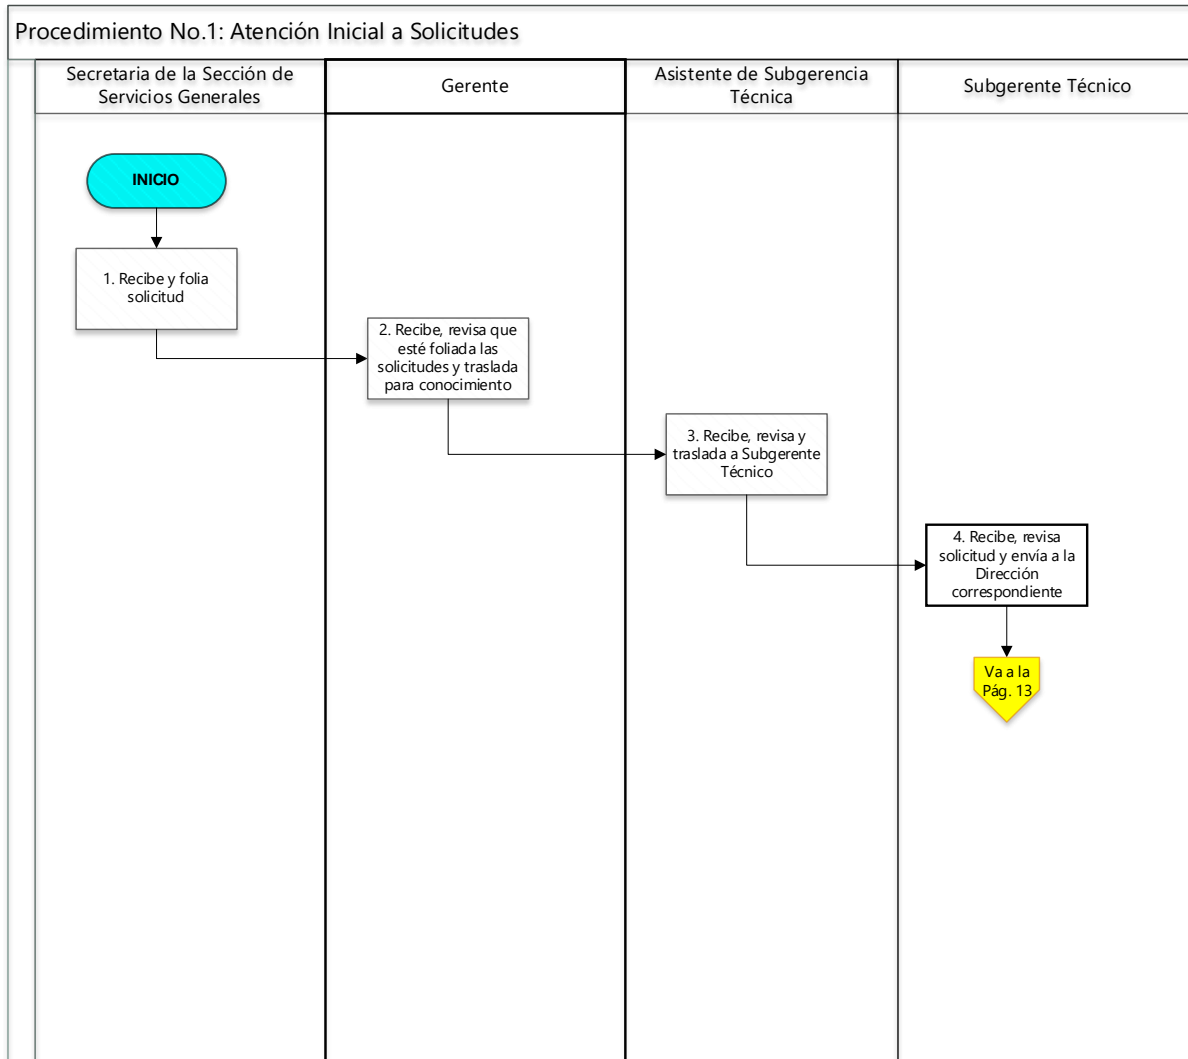 Procedimiento No.1: Atención Inicial a Solicitudes
Secretaria de la Sección de
Servicios Generales
Gerente
Asistente de Subgerencia
Técnica
Subgerente Técnico
INICIO
1. Recibe y folia
solicitud
2. Recibe, revisa que
esté foliada las
solicitudes y traslada
para conocimiento
3. Recibe, revisa y
traslada a Subgerente
Técnico
4. Recibe, revisa
solicitud y envía a la
Dirección
correspondiente
Va a la
Pág. 13